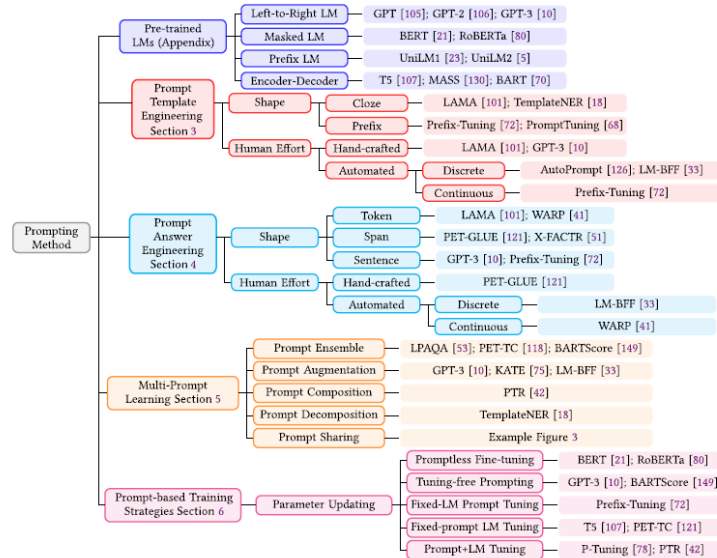 Left-to-Right LM GPT [105]; GPT-2 [106]; GPT-3 [10]
Pre-trained
LMs (Appendix)
Masked LM BERT [21]; RoBERTa [80]
Prefix LM UniLM1 [23]; UniLM2 [5]
Encoder-Decoder T5 [107]; MASS [130]; BART [70]
Prompt
Template
Engineering
Section 3
Shape Cloze LAMA [101]; TemplateNER [18]
Prefix Prefix-Tuning [72]; PromptTuning [68]
Human Effort Hand-crafted LAMA [101]; GPT-3 [10]
Automated Discrete AutoPrompt [126]; LM-BFF [33]
Continuous Prefix-Tuning [72]
Prompting
Method
Prompt
Answer
Engineering
Section 4
Token LAMA [101]; WARP [41]
Shape Span PET-GLUE [121]; X-FACTR [51]
Sentence GPT-3 [10]; Prefix-Tuning [72]
Human Effort Hand-crafted PET-GLUE [121]
Automated Discrete LM-BFF [33]
Continuous WARP [41]
Multi-Prompt
Learning Section 5
Prompt Ensemble LPAQA [53]; PET-TC [118]; BARTScore [149]
Prompt Augmentation GPT-3 [10]; KATE [75]; LM-BFF [33]
Prompt Composition PTR [42]
Prompt Decomposition TemplateNER [18]
Prompt Sharing Example Figure 3
Prompt-based Training
Strategies Section 6
Parameter Updating
Promptless Fine-tuning BERT [21]; RoBERTa [80]
Tuning-free Prompting GPT-3 [10]; BARTScore [149]
Fixed-LM Prompt Tuning Prefix-Tuning [72]
Fixed-prompt LM Tuning T5 [107]; PET-TC [121]
Prompt+LM Tuning P-Tuning [78]; PTR [42]